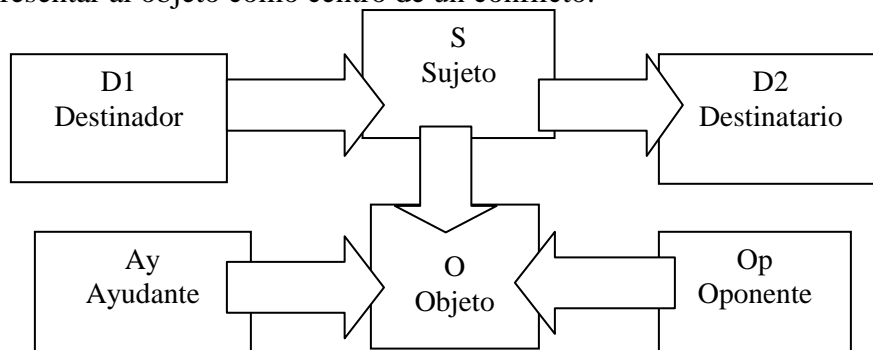 resentar al objeto como centro de un conflicto.
S
Sujeto
D1
Destinador
D2
Destinatario
Ay
Ayudante
O
Objeto
Op
Oponente